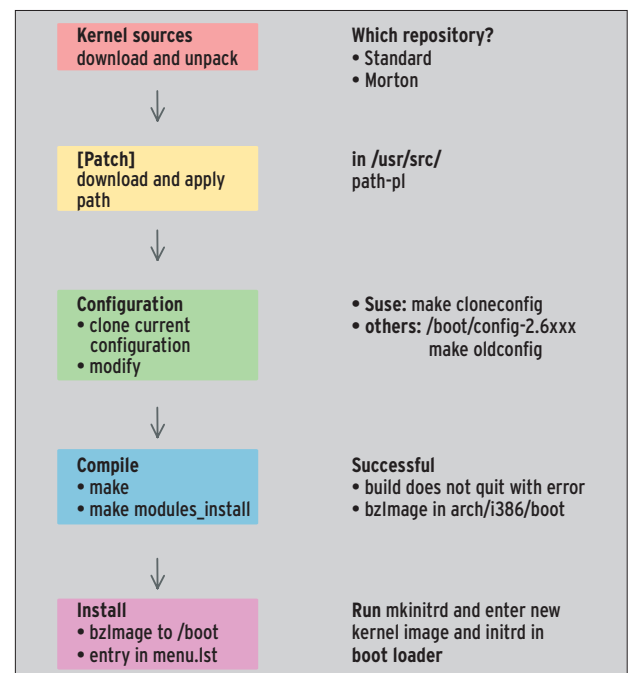 Kernel sources
download and unpack
Which repository?
• Standard
• Morton
[Patch]
download and apply
path
in /usr/src/
path-pl
Configuration
• clone current
configuration
• modify
• Suse: make cloneconfig
• others: /boot/config-2.6xxx
make oldconfig
Compile
• make
• make modules_install
Successful
• build does not quit with error
• bzImage in arch/i386/boot
Install
• bzImage to /boot
• entry in menu.lst
Run mkinitrd and enter new
kernel image and initrd in
boot loader